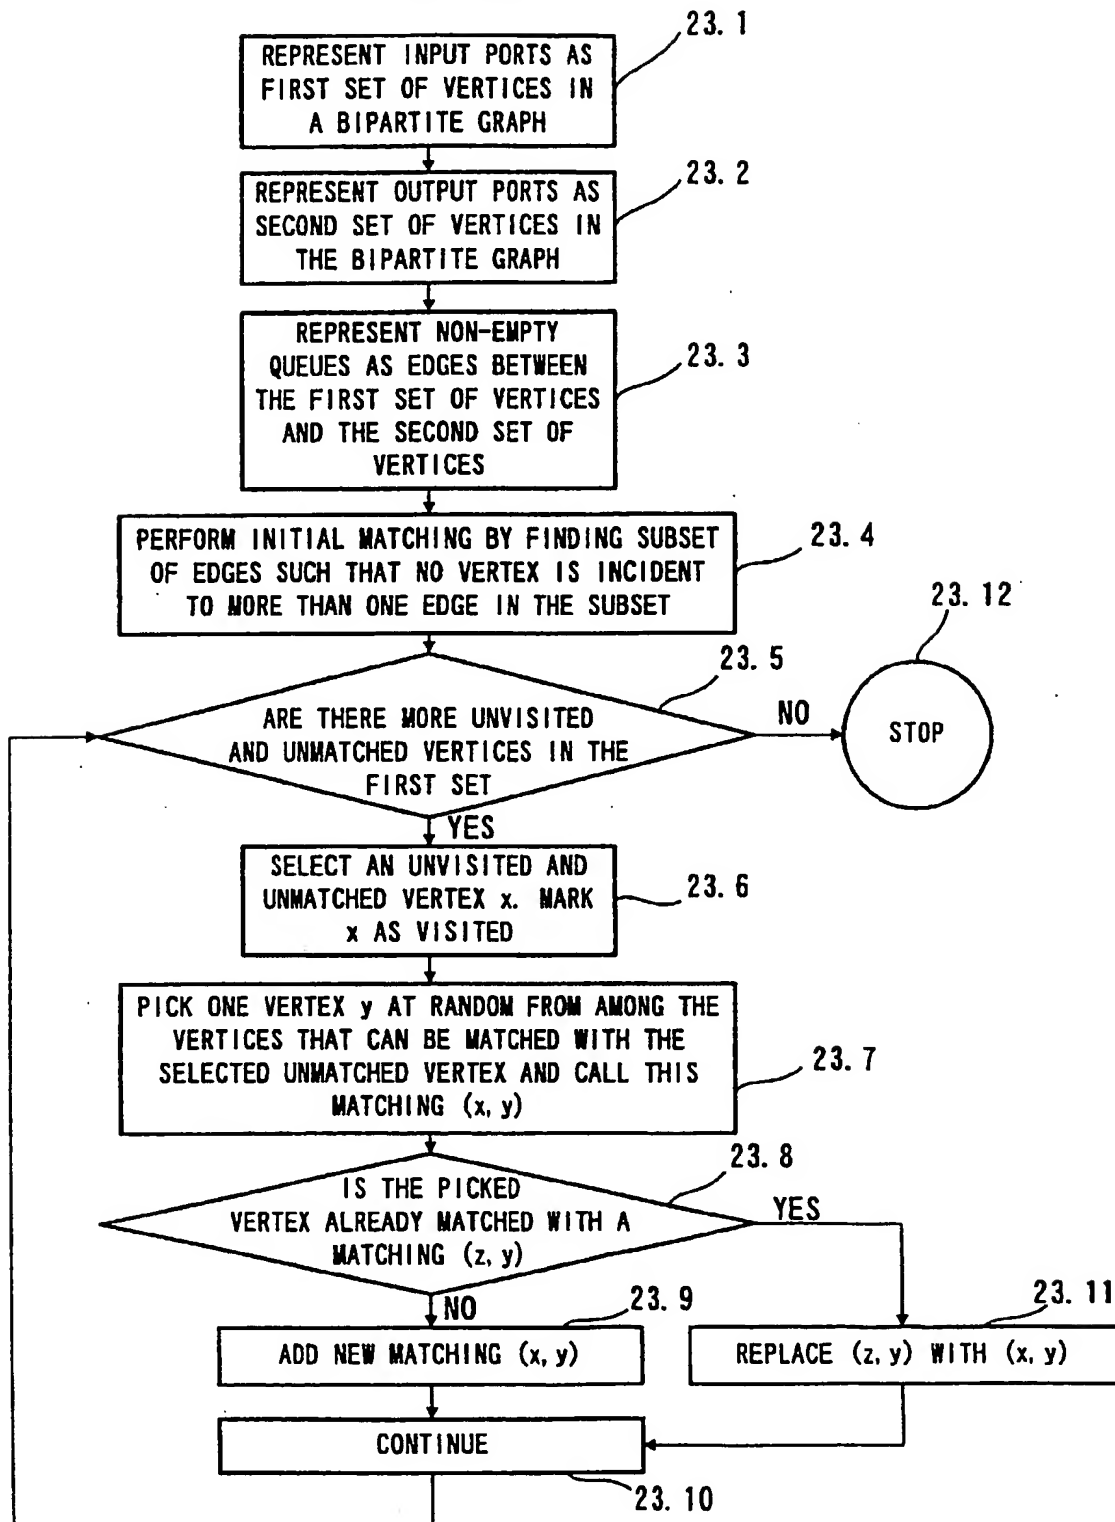 23.1
REPRESENT INPUT PORTS AS
FIRST SET OF VERTICES IN
A BIPARTITE GRAPH
23.2
REPRESENT OUTPUT PORTS AS
SECOND SET OF VERTICES IN
THE BIPARTITE GRAPH
23.3
REPRESENT NON-EMPTY
QUEUES AS EDGES BETWEEN
THE FIRST SET OF VERTICES
AND THE SECOND SET OF
VERTICES
23.4
PERFORM INITIAL MATCHING BY FINDING SUBSET
OF EDGES SUCH THAT NO VERTEX IS INCIDENT
TO MORE THAN ONE EDGE IN THE SUBSET
23.12
STOP
23.5
ARE THERE MORE UNVISITED
AND UNMATCHED VERTICES IN THE
FIRST SET
NO
YES
SELECT AN UNVISITED AND
UNMATCHED VERTEX x. MARK
x AS VISITED
23.6
PICK ONE VERTEX y AT RANDOM FROM AMONG THE
VERTICES THAT CAN BE MATCHED WITH THE
SELECTED UNMATCHED VERTEX AND CALL THIS
MATCHING (x, y)
23.7
23.8
IS THE PICKED
VERTEX ALREADY MATCHED WITH A
MATCHING (z, y)
YES
NO
23.9
ADD NEW MATCHING (x, y)
23.11
REPLACE (z, y) WITH (x, y)
CONTINUE
23.10